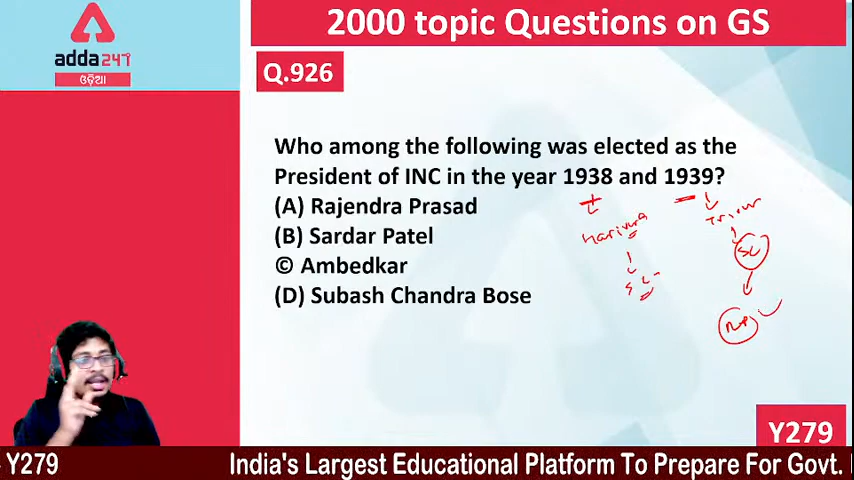 2000 topic Questions on GS
adda247
ଓଡ଼ିଆ
Q.926
Who among the following was elected as the
President of INC in the year 1938 and 1939?
(A) Rajendra Prasad
(B) Sardar Patel
© Ambedkar
(D) Subash Chandra Bose
Y279
Y279 India's Largest Educational Platform To Prepare For Govt.